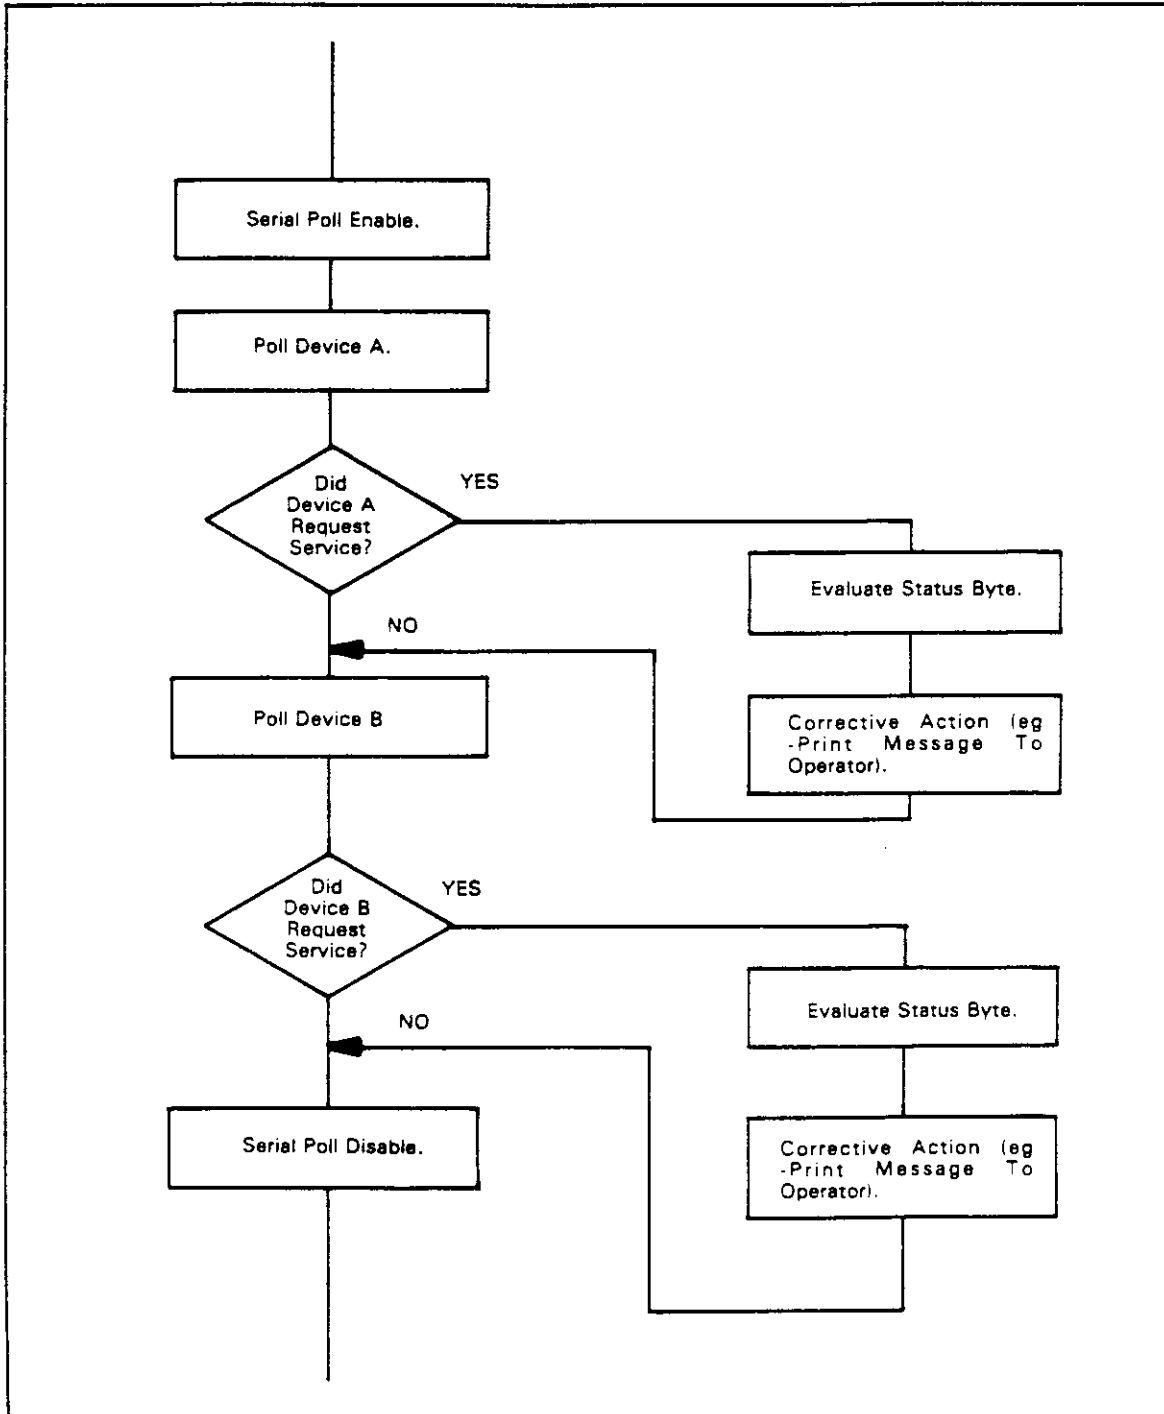 Serial Poll Enable.
Poll Device A.
Did
Device A
Request
Service?
YES
Evaluate Status Byte.
Corrective Action (eg
-Print Message To
Operator).
NO
Poll Device B
Did
Device B
Request
Service?
YES
Evaluate Status Byte.
Corrective Action (eg
-Print Message To
Operator).
NO
Serial Poll Disable.